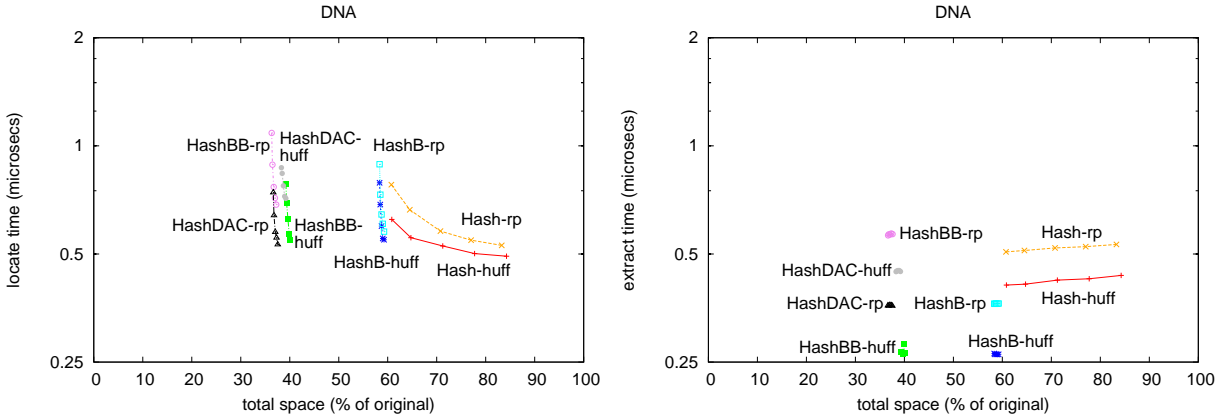 DNA
2
1
0.5
0.25
0 10 20 30 40 50 60 70 80 90 100
locate time (microsecs)
total space (% of original)
HashBB-rp
HashDAC-
huff
HashB-rp
HashDAC-rp
HashBB-
huff
HashB-huff
Hash-rp
Hash-huff
DNA
2
1
0.5
0.25
0 10 20 30 40 50 60 70 80 90 100
extract time (microsecs)
total space (% of original)
HashBB-rp
HashDAC-huff
HashDAC-rp
HashB-rp
HashBB-huff
HashB-huff
Hash-rp
Hash-huff